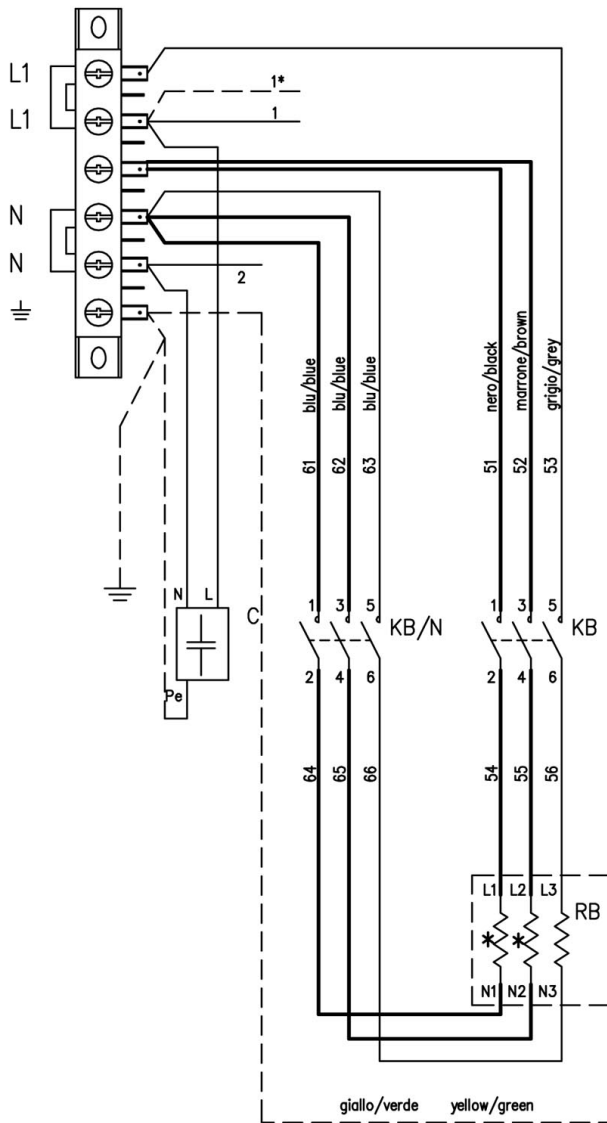 L1
1*
L1
1
N
N
2
blu/blue
blu/blue
blu/blue
nero/black
marrone/brown
grigio/grey
61
62
63
51
52
53
N L
C
1 3 5
KB/N
1 3 5
KB
2 4 6
2 4 6
Pe
64
65
66
54
55
56
L1 L2 L3
RB
* *
N1 N2 N3
giallo/verde yellow/green